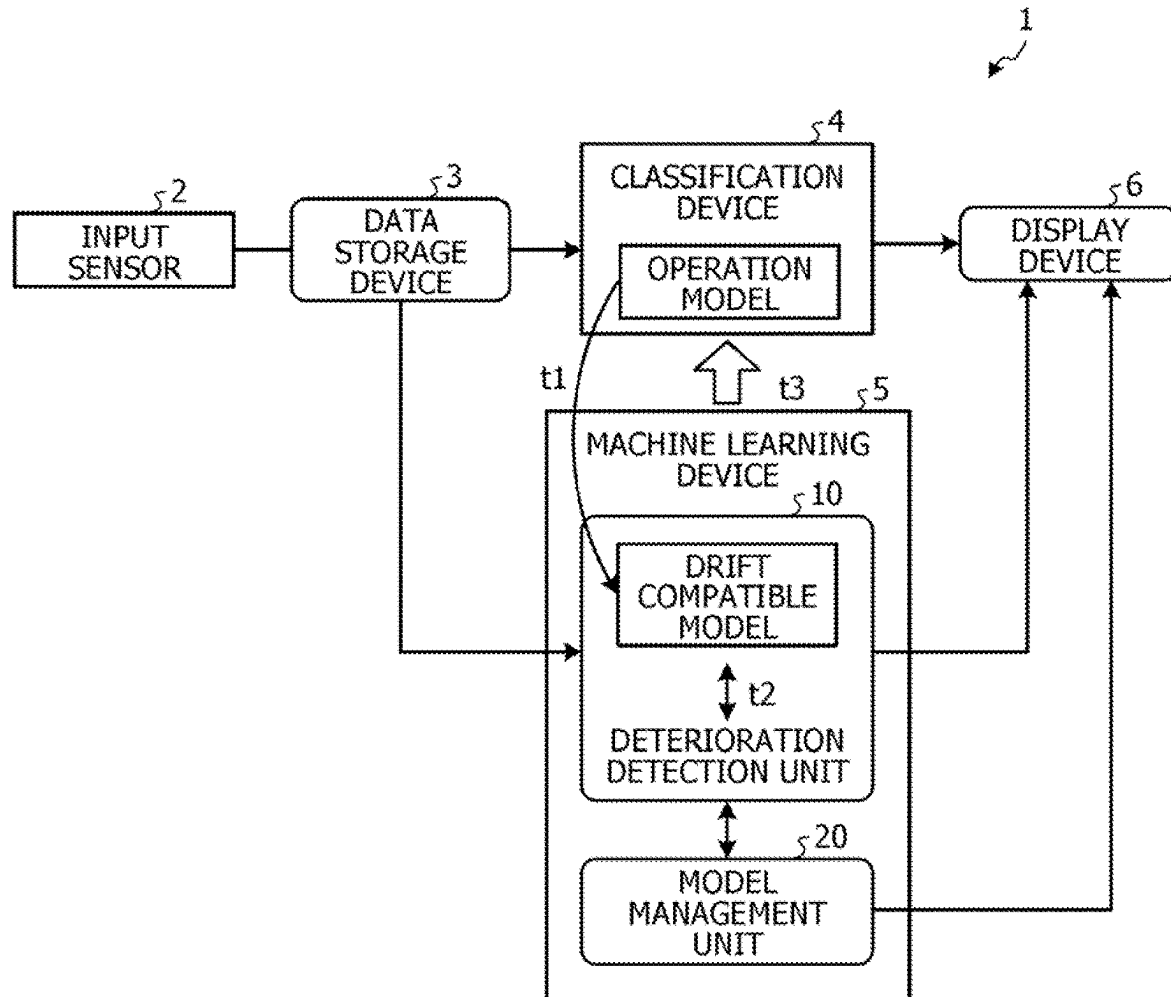 1
2
INPUT
SENSOR
3
DATA
STORAGE
DEVICE
4
CLASSIFICATION
DEVICE
OPERATION
MODEL
6
DISPLAY
DEVICE
t1
t3
5
MACHINE LEARNING
DEVICE
10
DRIFT
COMPATIBLE
MODEL
t2
DETERIORATION
DETECTION UNIT
20
MODEL
MANAGEMENT
UNIT